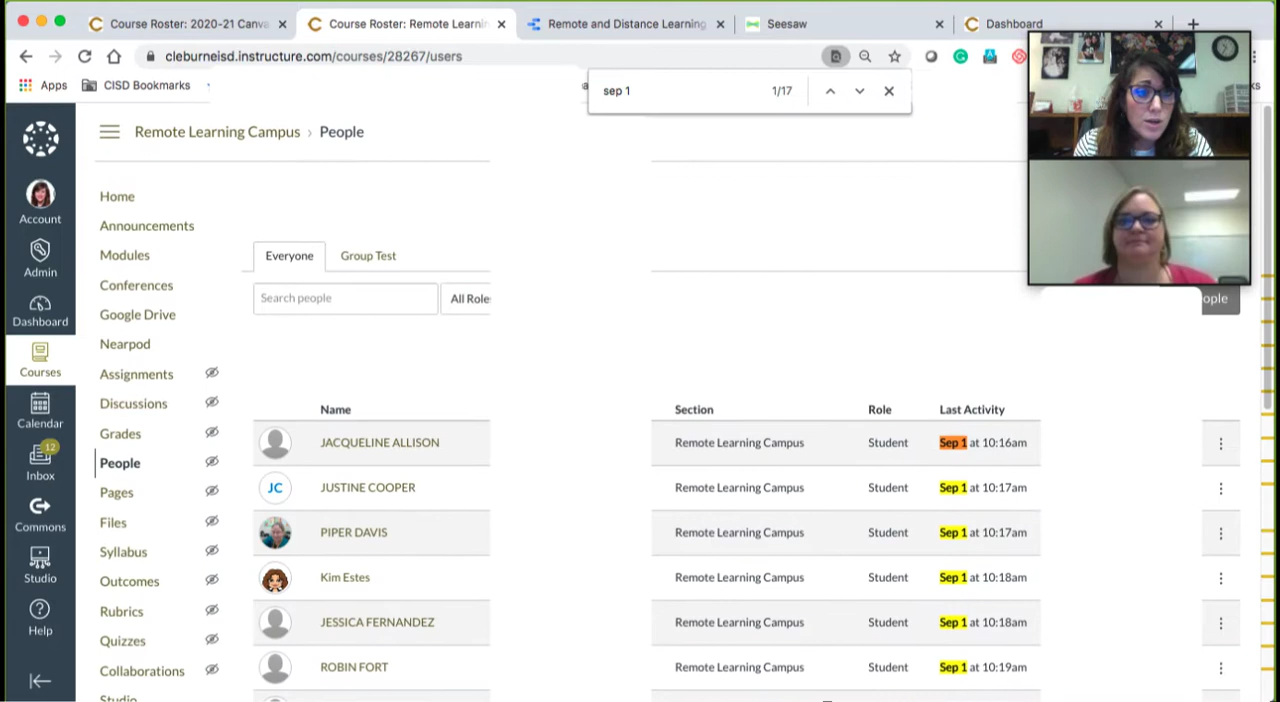 Course Roster: 2020-21 Canva
Course Roster: Remote Learnin
Remote and Distance Learning
Seesaw
Dashboard
cleburneisd.instructure.com/courses/28267/users
Apps
CISD Bookmarks
sep 1
1/17
Remote Learning Campus › People
Account
Admin
Dashboard
Courses
Calendar
12
Inbox
Commons
Studio
Help
Home
Announcements
Modules
Conferences
Google Drive
Nearpod
Assignments
Discussions
Grades
People
Pages
Files
Syllabus
Outcomes
Rubrics
Quizzes
Collaborations
Studio
Everyone
Group Test
Search people
All Role
ople
Name Section Role Last Activity
JACQUELINE ALLISON Remote Learning Campus Student Sep 1 at 10:16am
JC JUSTINE COOPER Remote Learning Campus Student Sep 1 at 10:17am
PIPER DAVIS Remote Learning Campus Student Sep 1 at 10:17am
Kim Estes Remote Learning Campus Student Sep 1 at 10:18am
JESSICA FERNANDEZ Remote Learning Campus Student Sep 1 at 10:18am
ROBIN FORT Remote Learning Campus Student Sep 1 at 10:19am